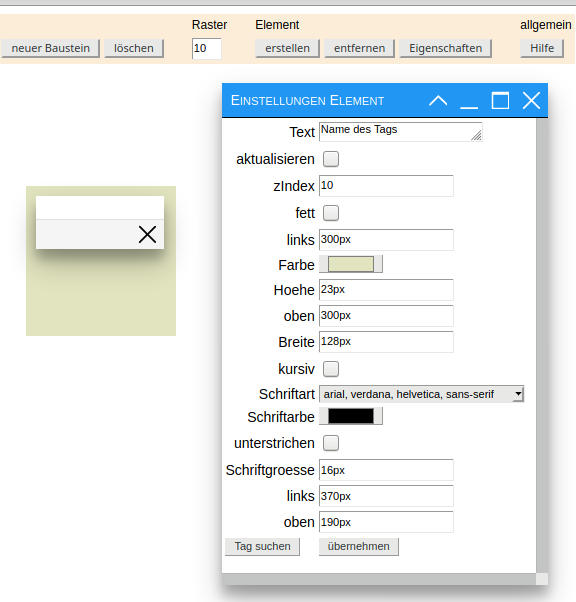 Raster Element allgemein
neuer Baustein löschen 10 erstellen entfernen Eigenschaften Hilfe
Einstellungen Element
Text Name des Tags
aktualisieren
zIndex 10
fett
links 300px
Farbe
Hoehe 23px
oben 300px
Breite 128px
kursiv
Schriftart arial, verdana, helvetica, sans-serif
Schriftarbe
unterstrichen
Schriftgroesse 16px
links 370px
oben 190px
Tag suchen übernehmen